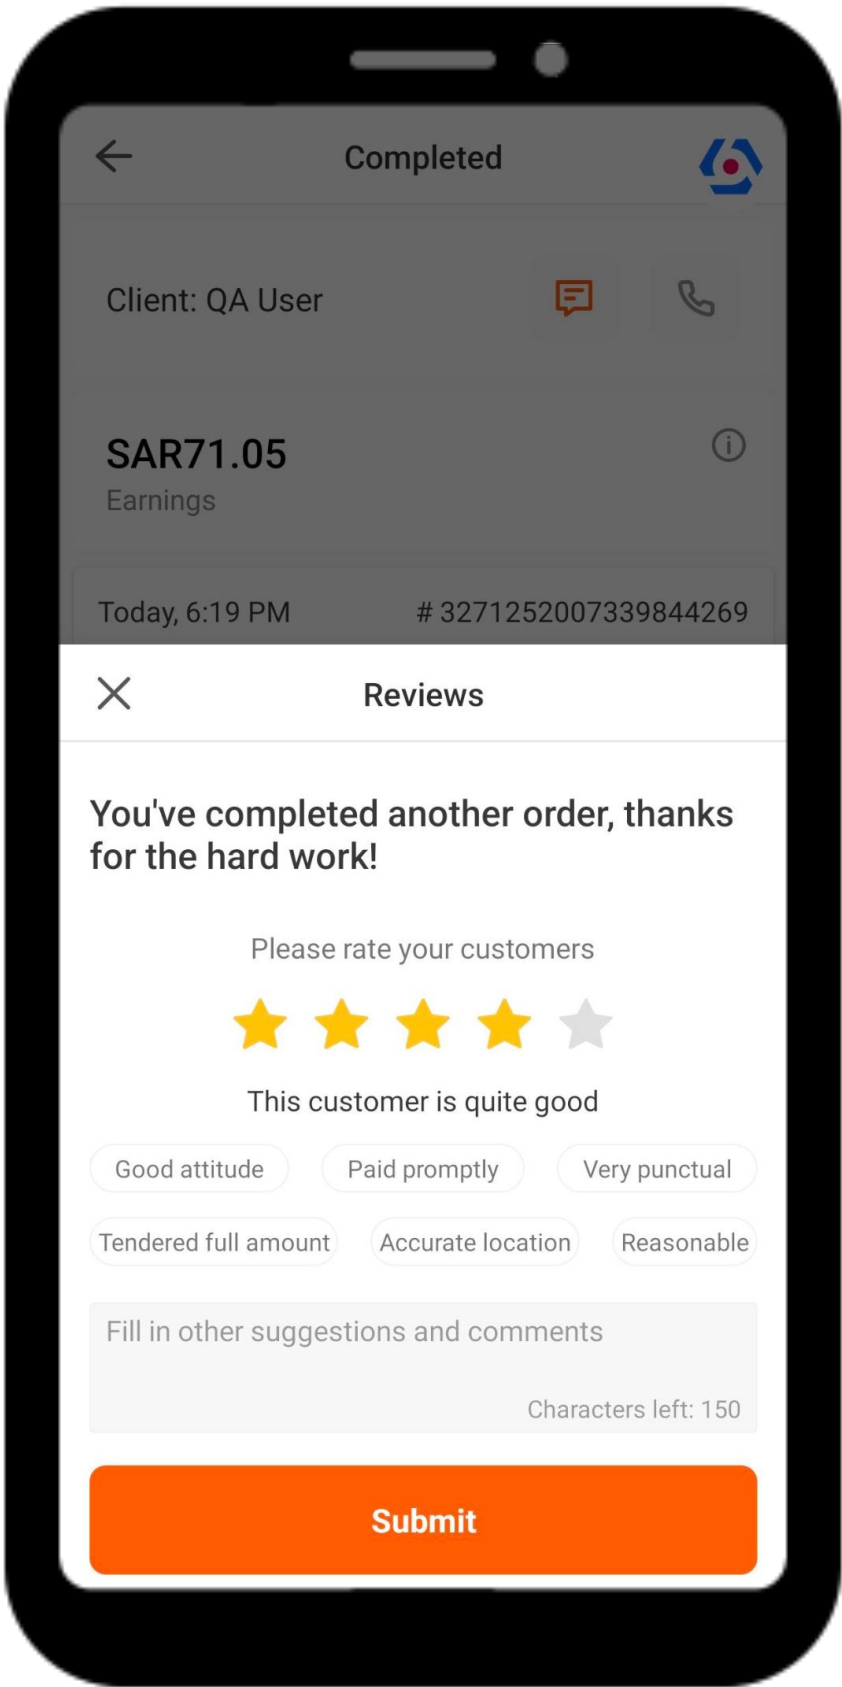 Completed
Client: QA User
SAR71.05
Earnings
Today, 6:19 PM # 3271252007339844269
Reviews
You've completed another order, thanks
for the hard work!
Please rate your customers
This customer is quite good
Good attitude Paid promptly Very punctual
Tendered full amount Accurate location Reasonable
Fill in other suggestions and comments
Characters left: 150
Submit